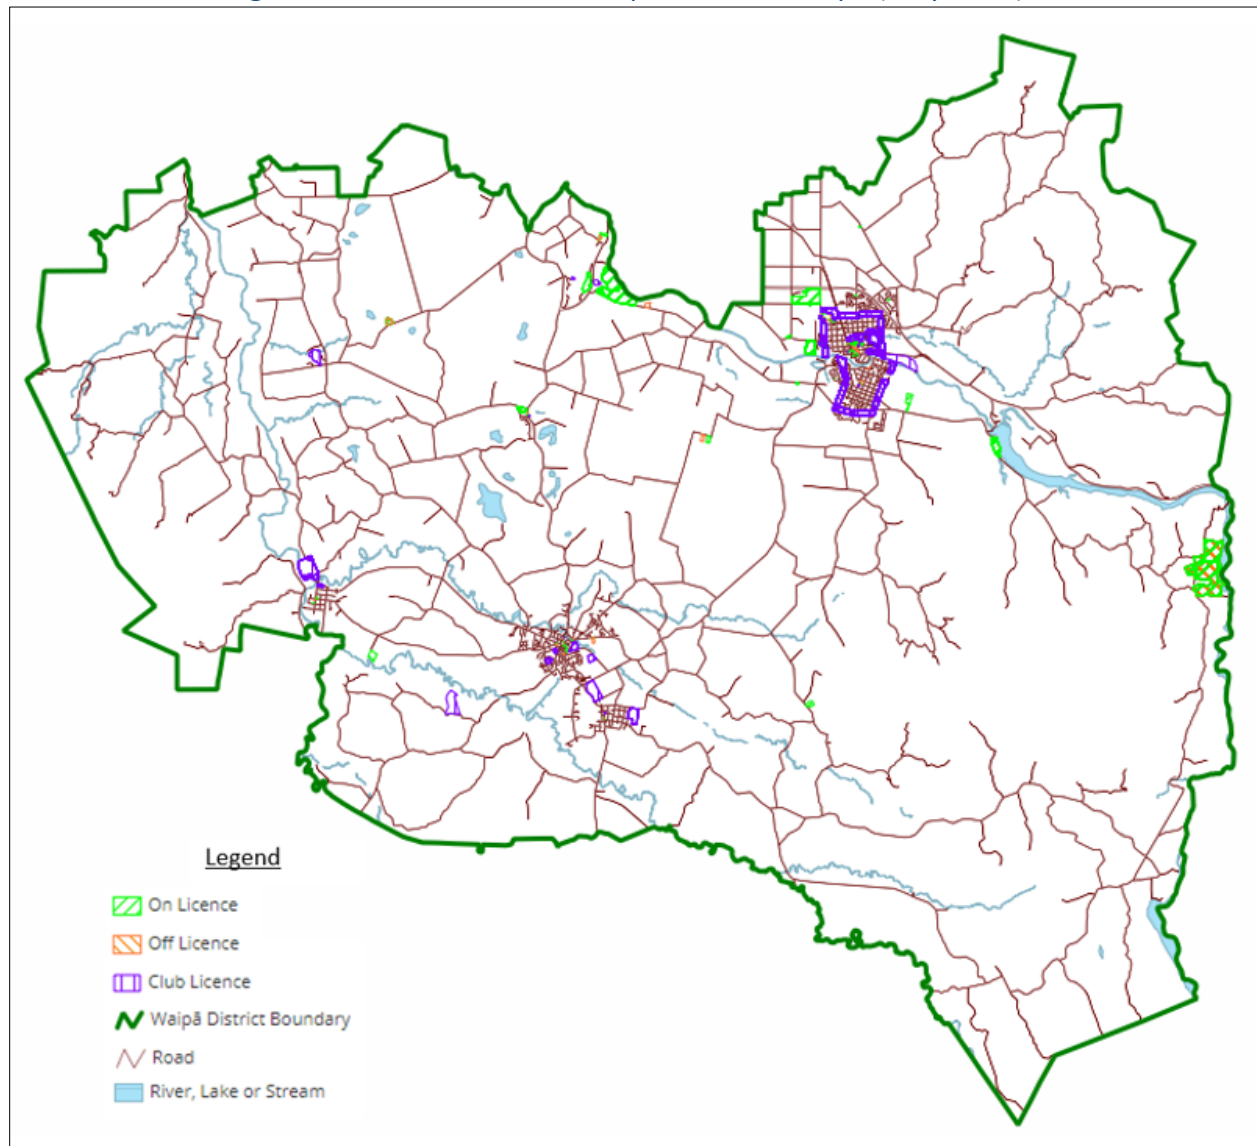 Legend
On Licence
Off Licence
Club Licence
Waipā District Boundary
Road
River, Lake or Stream